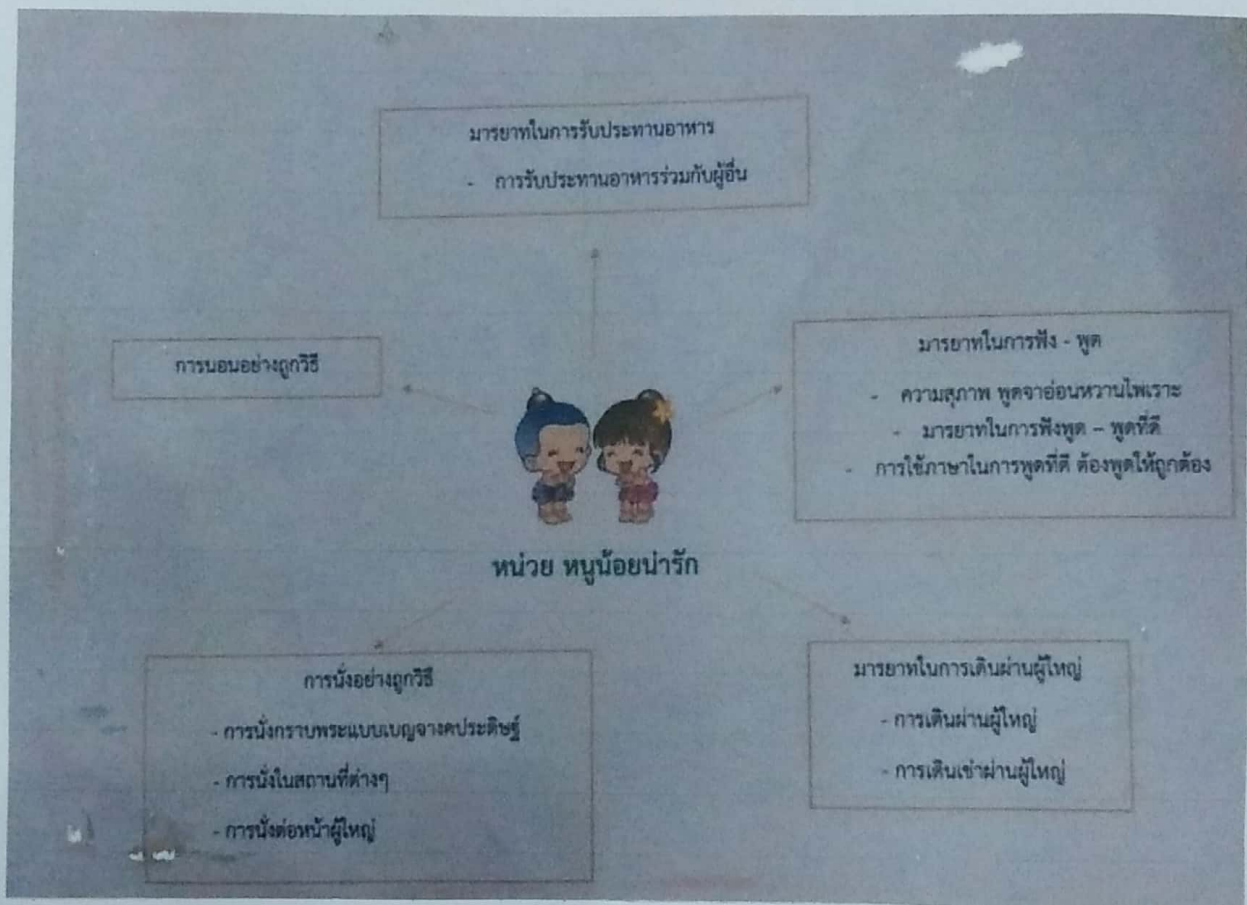 มารยาทในการรับประทานอาหาร
- การรับประทานอาหารร่วมกับผู้อื่น
การนอนอย่างถูกวิธี
มารยาทในการฟัง - พูด
- ความสุภาพ พูดจาอ่อนหวานไพเราะ
- มารยาทในการฟังพูด – พูดที่ดี
- การใช้ภาษาในการพูดที่ดี ต้องพูดให้ถูกต้อง
หน่วย หนูน้อยน่ารัก
การนั่งอย่างถูกวิธี
- การนั่งกราบพระแบบเบญจางคประดิษฐ์
- การนั่งในสถานที่ต่างๆ
- การนั่งต่อหน้าผู้ใหญ่
มารยาทในการเดินผ่านผู้ใหญ่
- การเดินผ่านผู้ใหญ่
- การเดินเข่าผ่านผู้ใหญ่